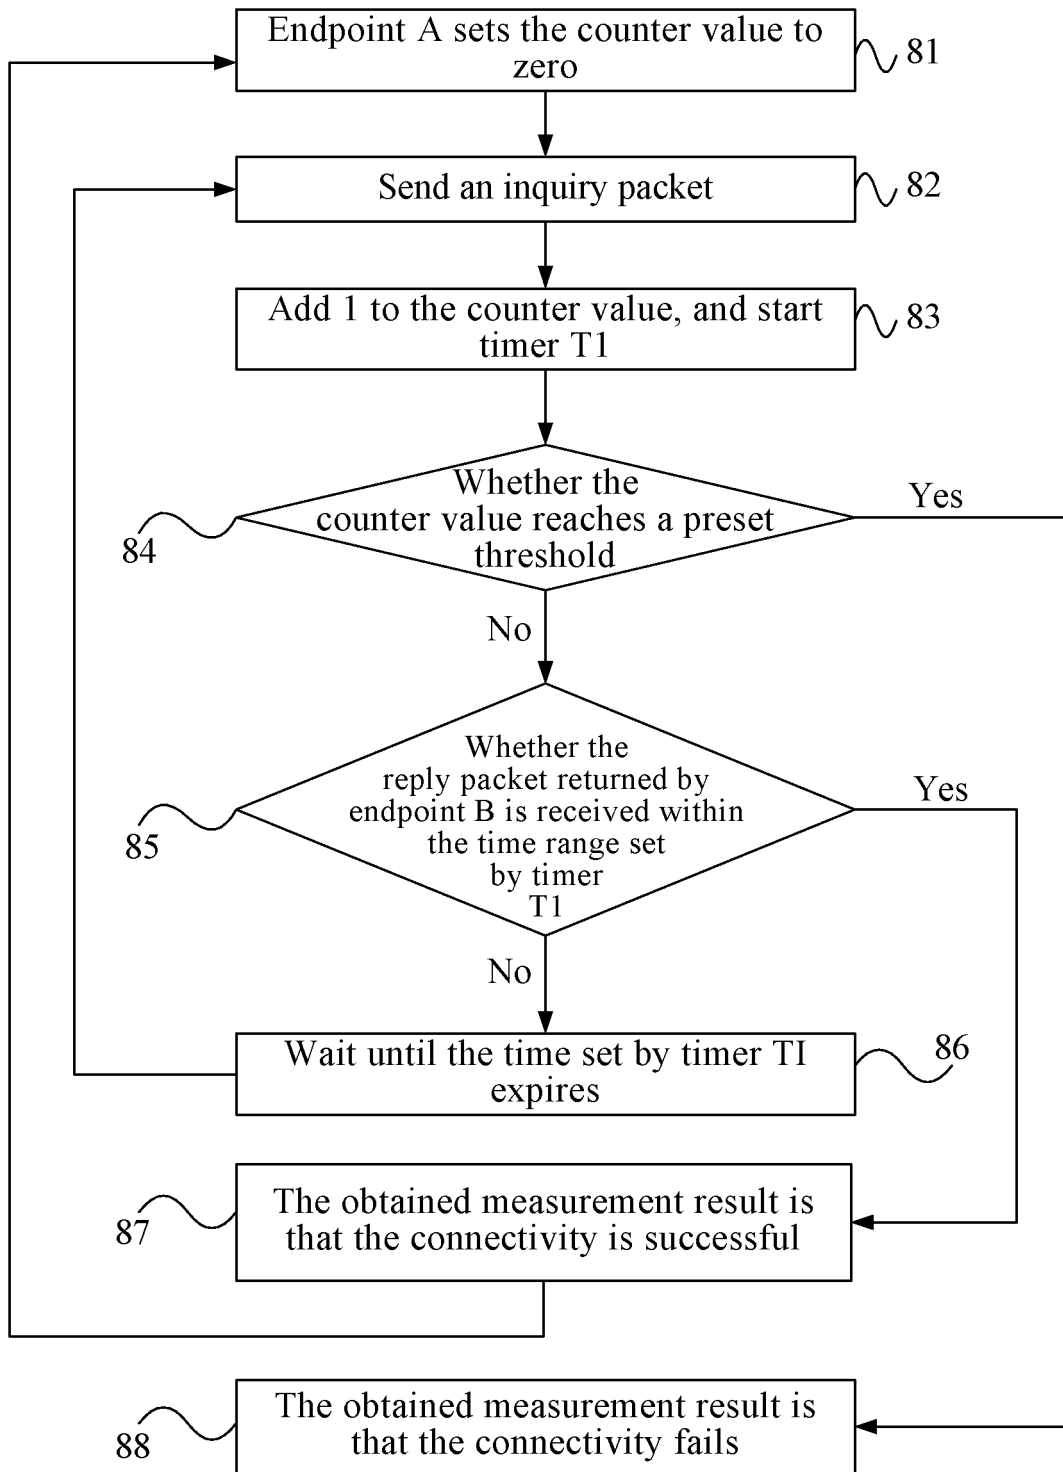 Endpoint A sets the counter value to
zero
81
Send an inquiry packet
82
Add 1 to the counter value, and start
timer T1
83
Whether the
counter value reaches a preset
threshold
Yes
84
No
Whether the
reply packet returned by
endpoint B is received within
the time range set
by timer
T1
Yes
85
No
Wait until the time set by timer TI
expires
86
The obtained measurement result is
that the connectivity is successful
87
The obtained measurement result is
that the connectivity fails
88